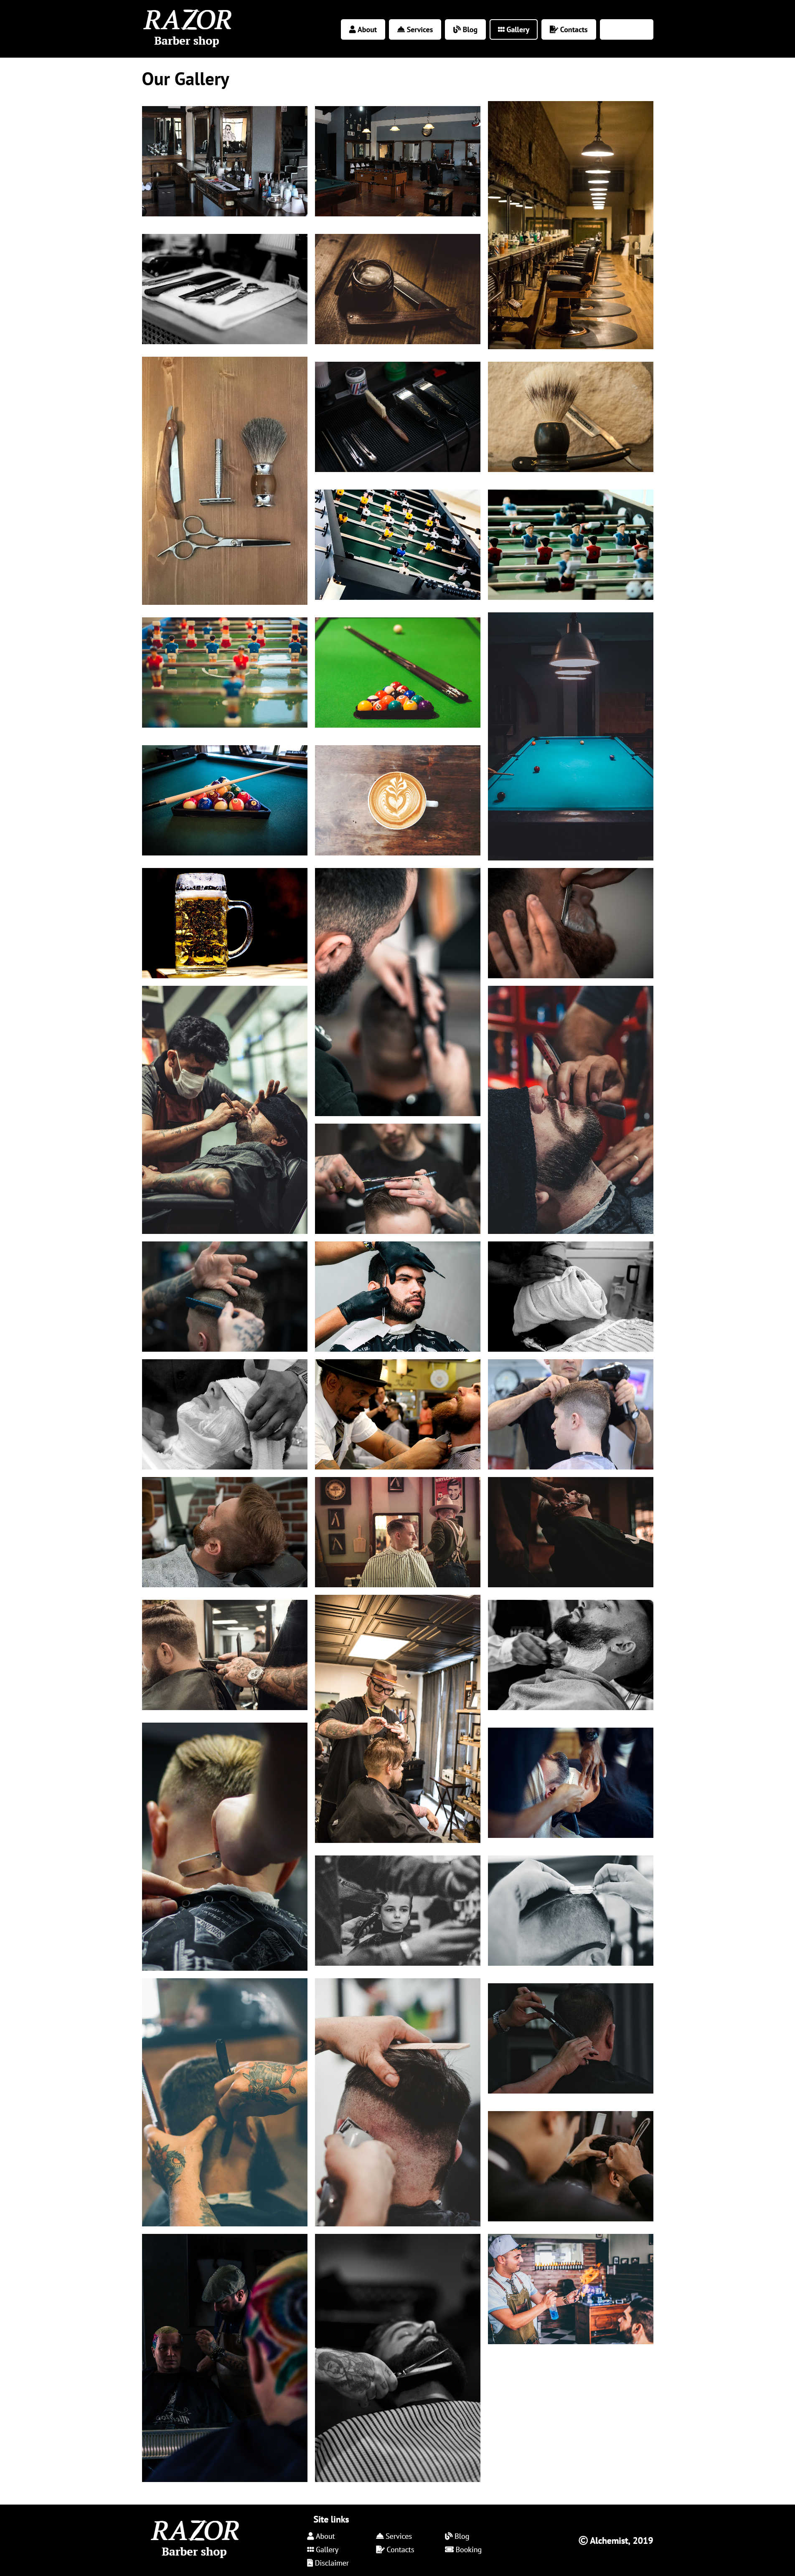 RAZOR
Barber shop
About
Services
Blog
Gallery
Contacts
Our Gallery
RAZOR
Barber shop
Site links
About
Services
Blog
Gallery
Contacts
Booking
Disclaimer
© Alchemist, 2019